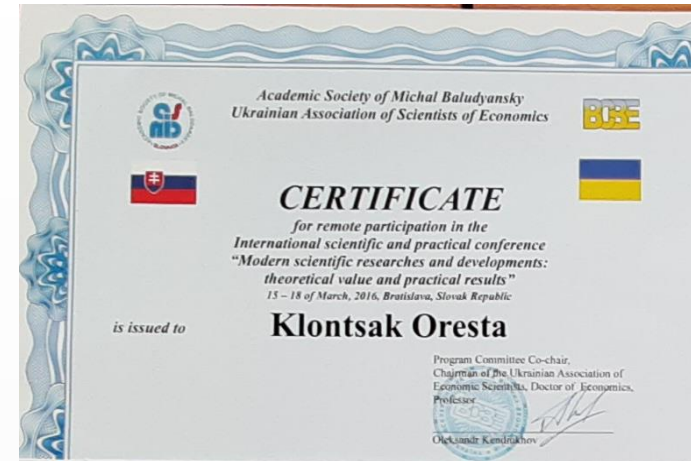 Academic Society of Michal Baludyansky
Ukrainian Association of Scientists of Economics
CERTIFICATE
for remote participation in the
International scientific and practical conference
“Modern scientific researches and developments:
theoretical value and practical results”
15 – 18 of March, 2016, Bratislava, Slovak Republic
is issued to
Klontsak Oresta
Program Committee Co-chair,
Chairman of the Ukrainian Association of
Economic Scientists, Doctor of Economics,
Professor
Oleksandr Kendiukhov